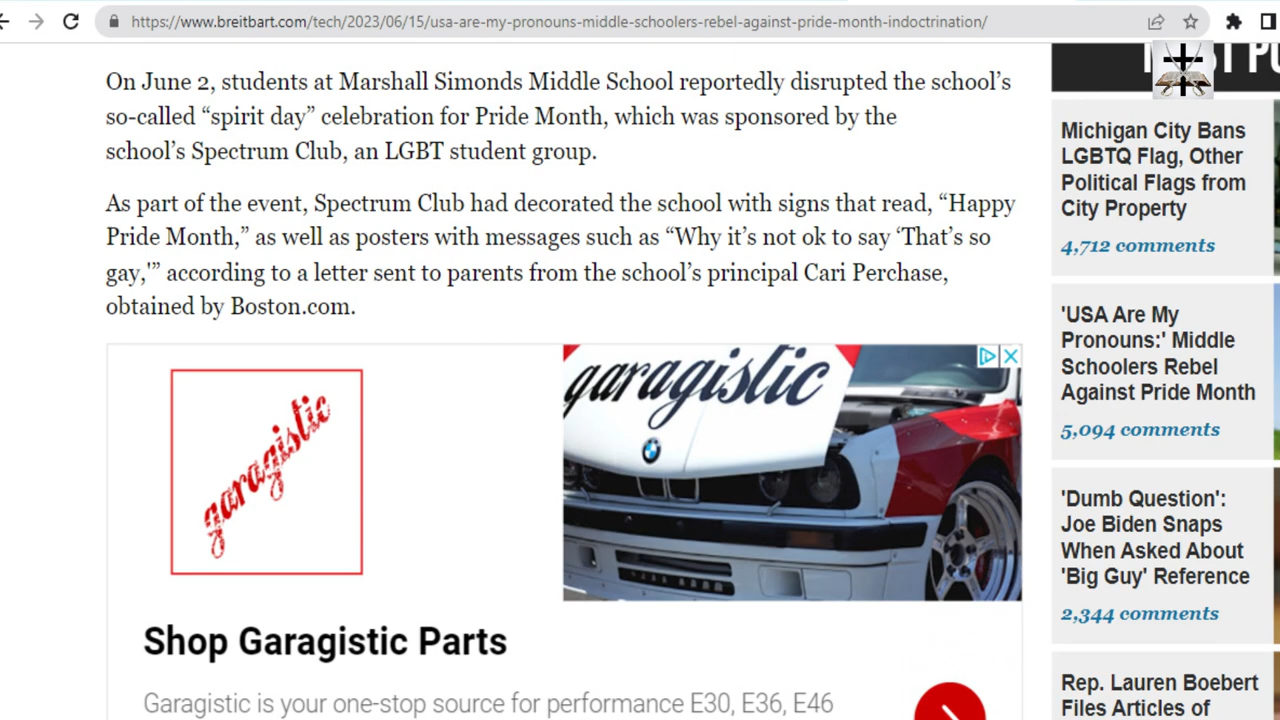 https://www.breitbart.com/tech/2023/06/15/usa-are-my-pronouns-middle-schoolers-rebel-against-pride-month-indoctrination/
On June 2, students at Marshall Simonds Middle School reportedly disrupted the school’s
so-called “spirit day” celebration for Pride Month, which was sponsored by the
school’s Spectrum Club, an LGBT student group.
As part of the event, Spectrum Club had decorated the school with signs that read, “Happy
Pride Month,” as well as posters with messages such as “Why it’s not ok to say ‘That’s so
gay,'” according to a letter sent to parents from the school’s principal Cari Perchase,
obtained by Boston.com.
garagistic
garagistic
Shop Garagistic Parts
Garagistic is your one-stop source for performance E30, E36, E46
Michigan City Bans
LGBTQ Flag, Other
Political Flags from
City Property
4,712 comments
'USA Are My
Pronouns:' Middle
Schoolers Rebel
Against Pride Month
5,094 comments
'Dumb Question':
Joe Biden Snaps
When Asked About
'Big Guy' Reference
2,344 comments
Rep. Lauren Boebert
Files Articles of